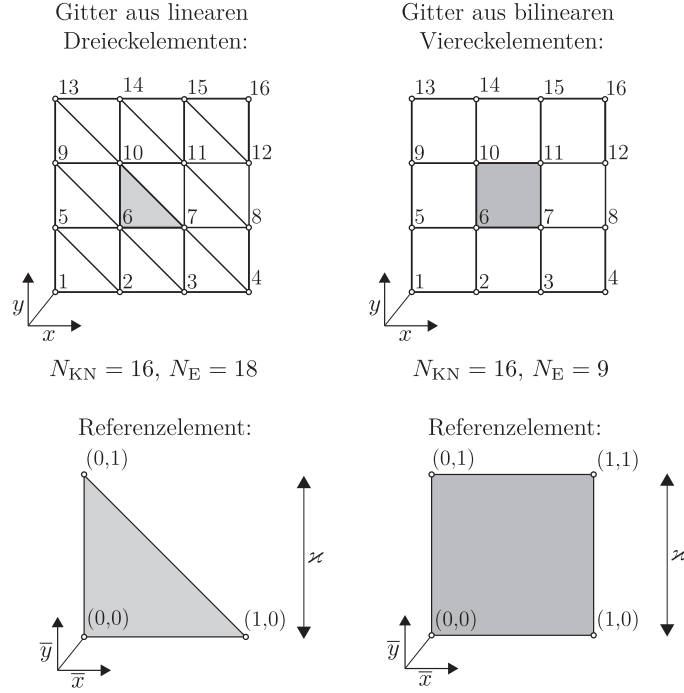 Gitter aus linearen
Dreieckelementen:
13 14 15 16
9 10 11 12
5 6 7 8
1 2 3 4
y
x
N_KN = 16, N_E = 18
Gitter aus bilinearen
Viereckelementen:
13 14 15 16
9 10 11 12
5 6 7 8
1 2 3 4
y
x
N_KN = 16, N_E = 9
Referenzelement:
(0,1)
ϰ
(0,0) (1,0)
y̅
x̅
Referenzelement:
(0,1) (1,1)
ϰ
(0,0) (1,0)
y̅
x̅